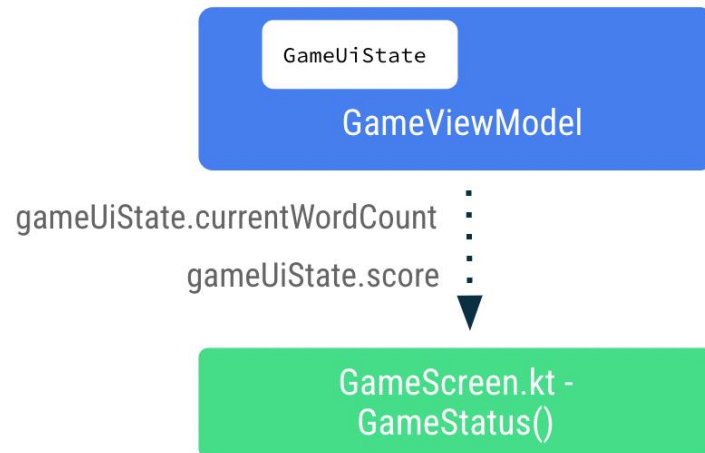 GameUiState
GameViewModel
gameUiState.currentWordCount
gameUiState.score
GameScreen.kt -
GameStatus()